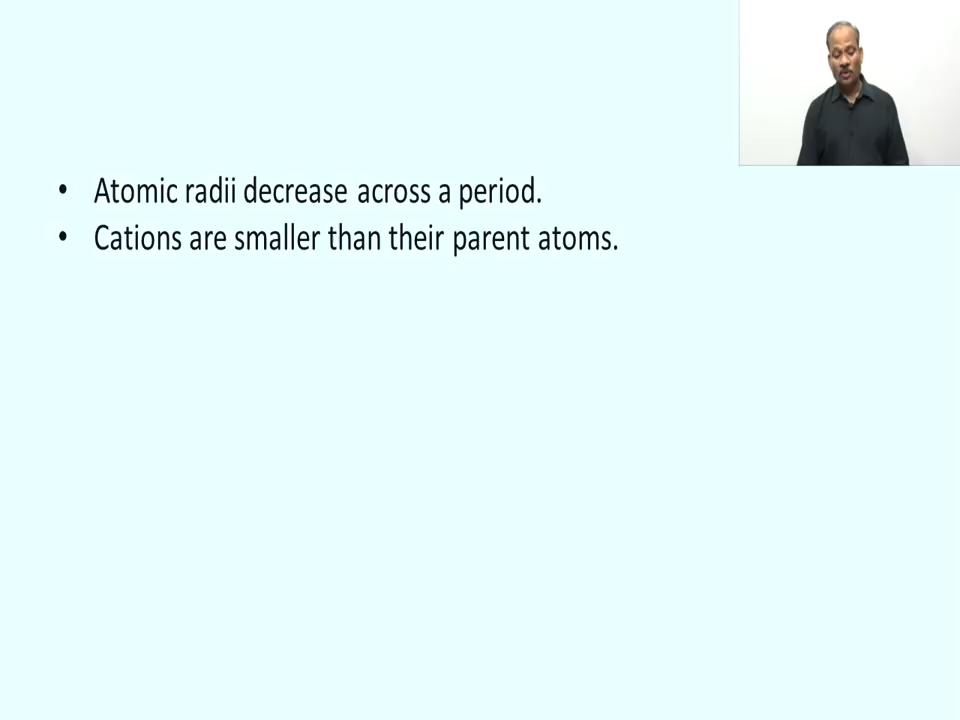 • Atomic radii decrease across a period.
• Cations are smaller than their parent atoms.